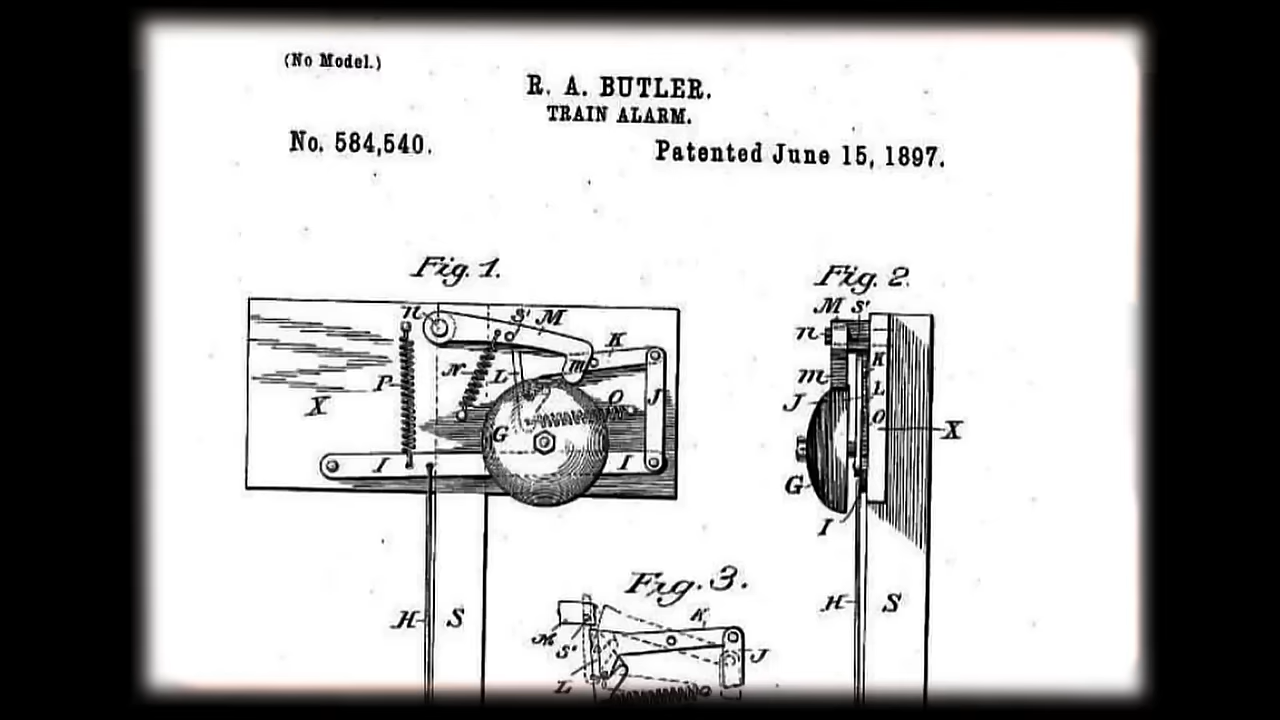 (No Model.)
R. A. BUTLER.
TRAIN ALARM.
No. 584,540.
Patented June 15, 1897.
Fig. 1.
n
S'
M
K
P
N
L
m
O
J
X
G
I
I
H
S
Fig. 2.
M
S'
n
K
m
L
J
O
X
G
I
H
S
Fig. 3.
K
M
S'
J
L